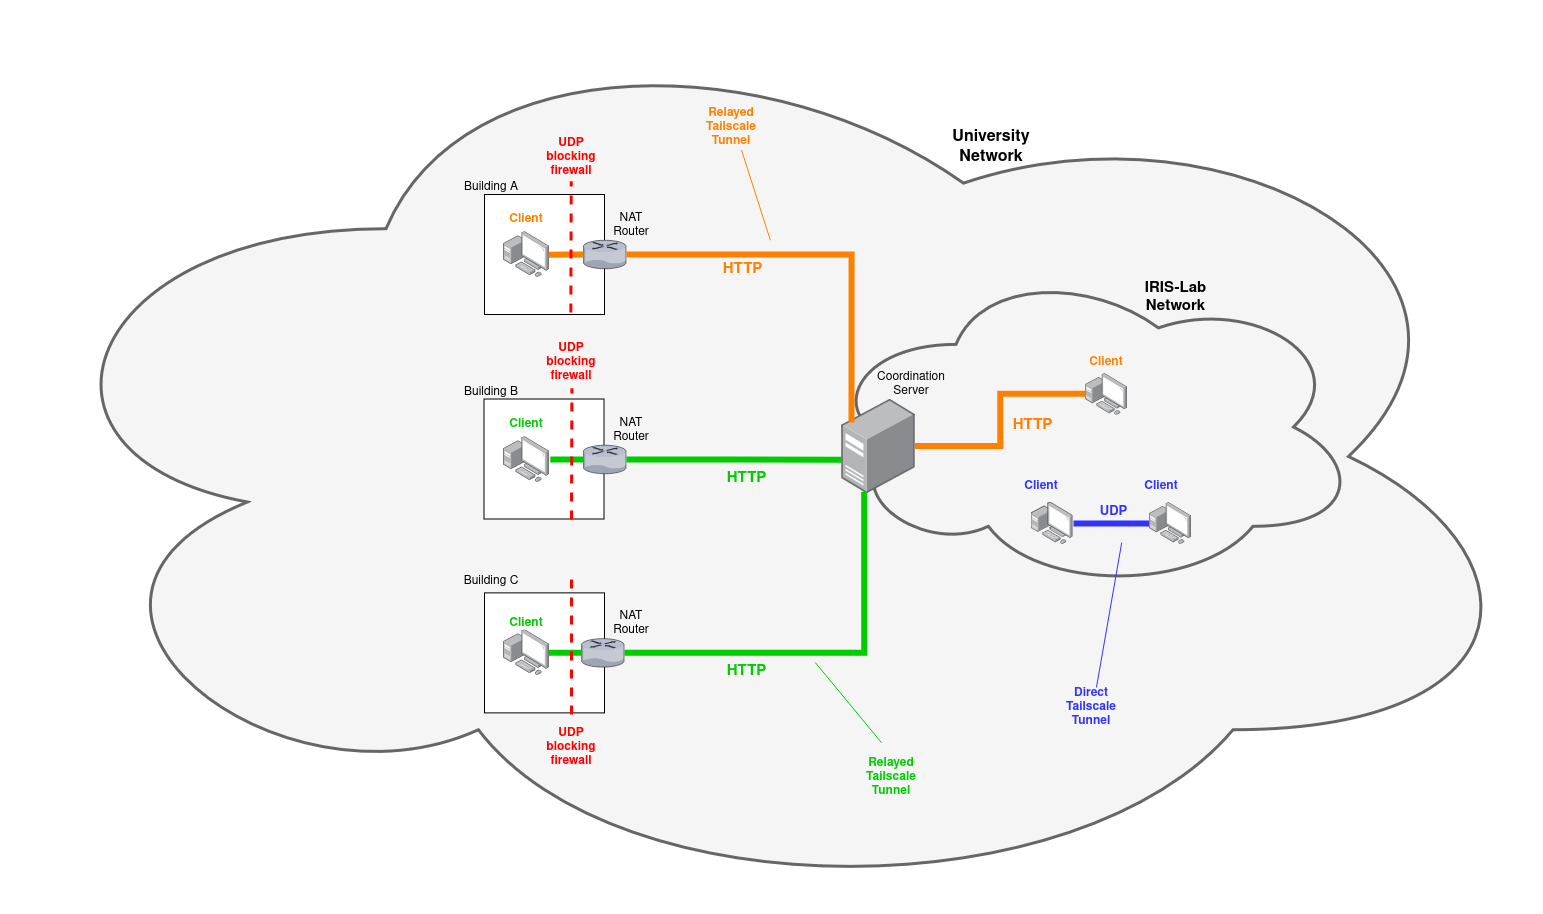 Relayed
Tailscale
Tunnel
University
Network
UDP
blocking
firewall
Building A
Client
NAT
Router
HTTP
IRIS-Lab
Network
UDP
blocking
firewall
Building B
Client
NAT
Router
HTTP
Coordination
Server
Client
HTTP
Client
Client
UDP
Building C
Client
NAT
Router
HTTP
UDP
blocking
firewall
Direct
Tailscale
Tunnel
Relayed
Tailscale
Tunnel